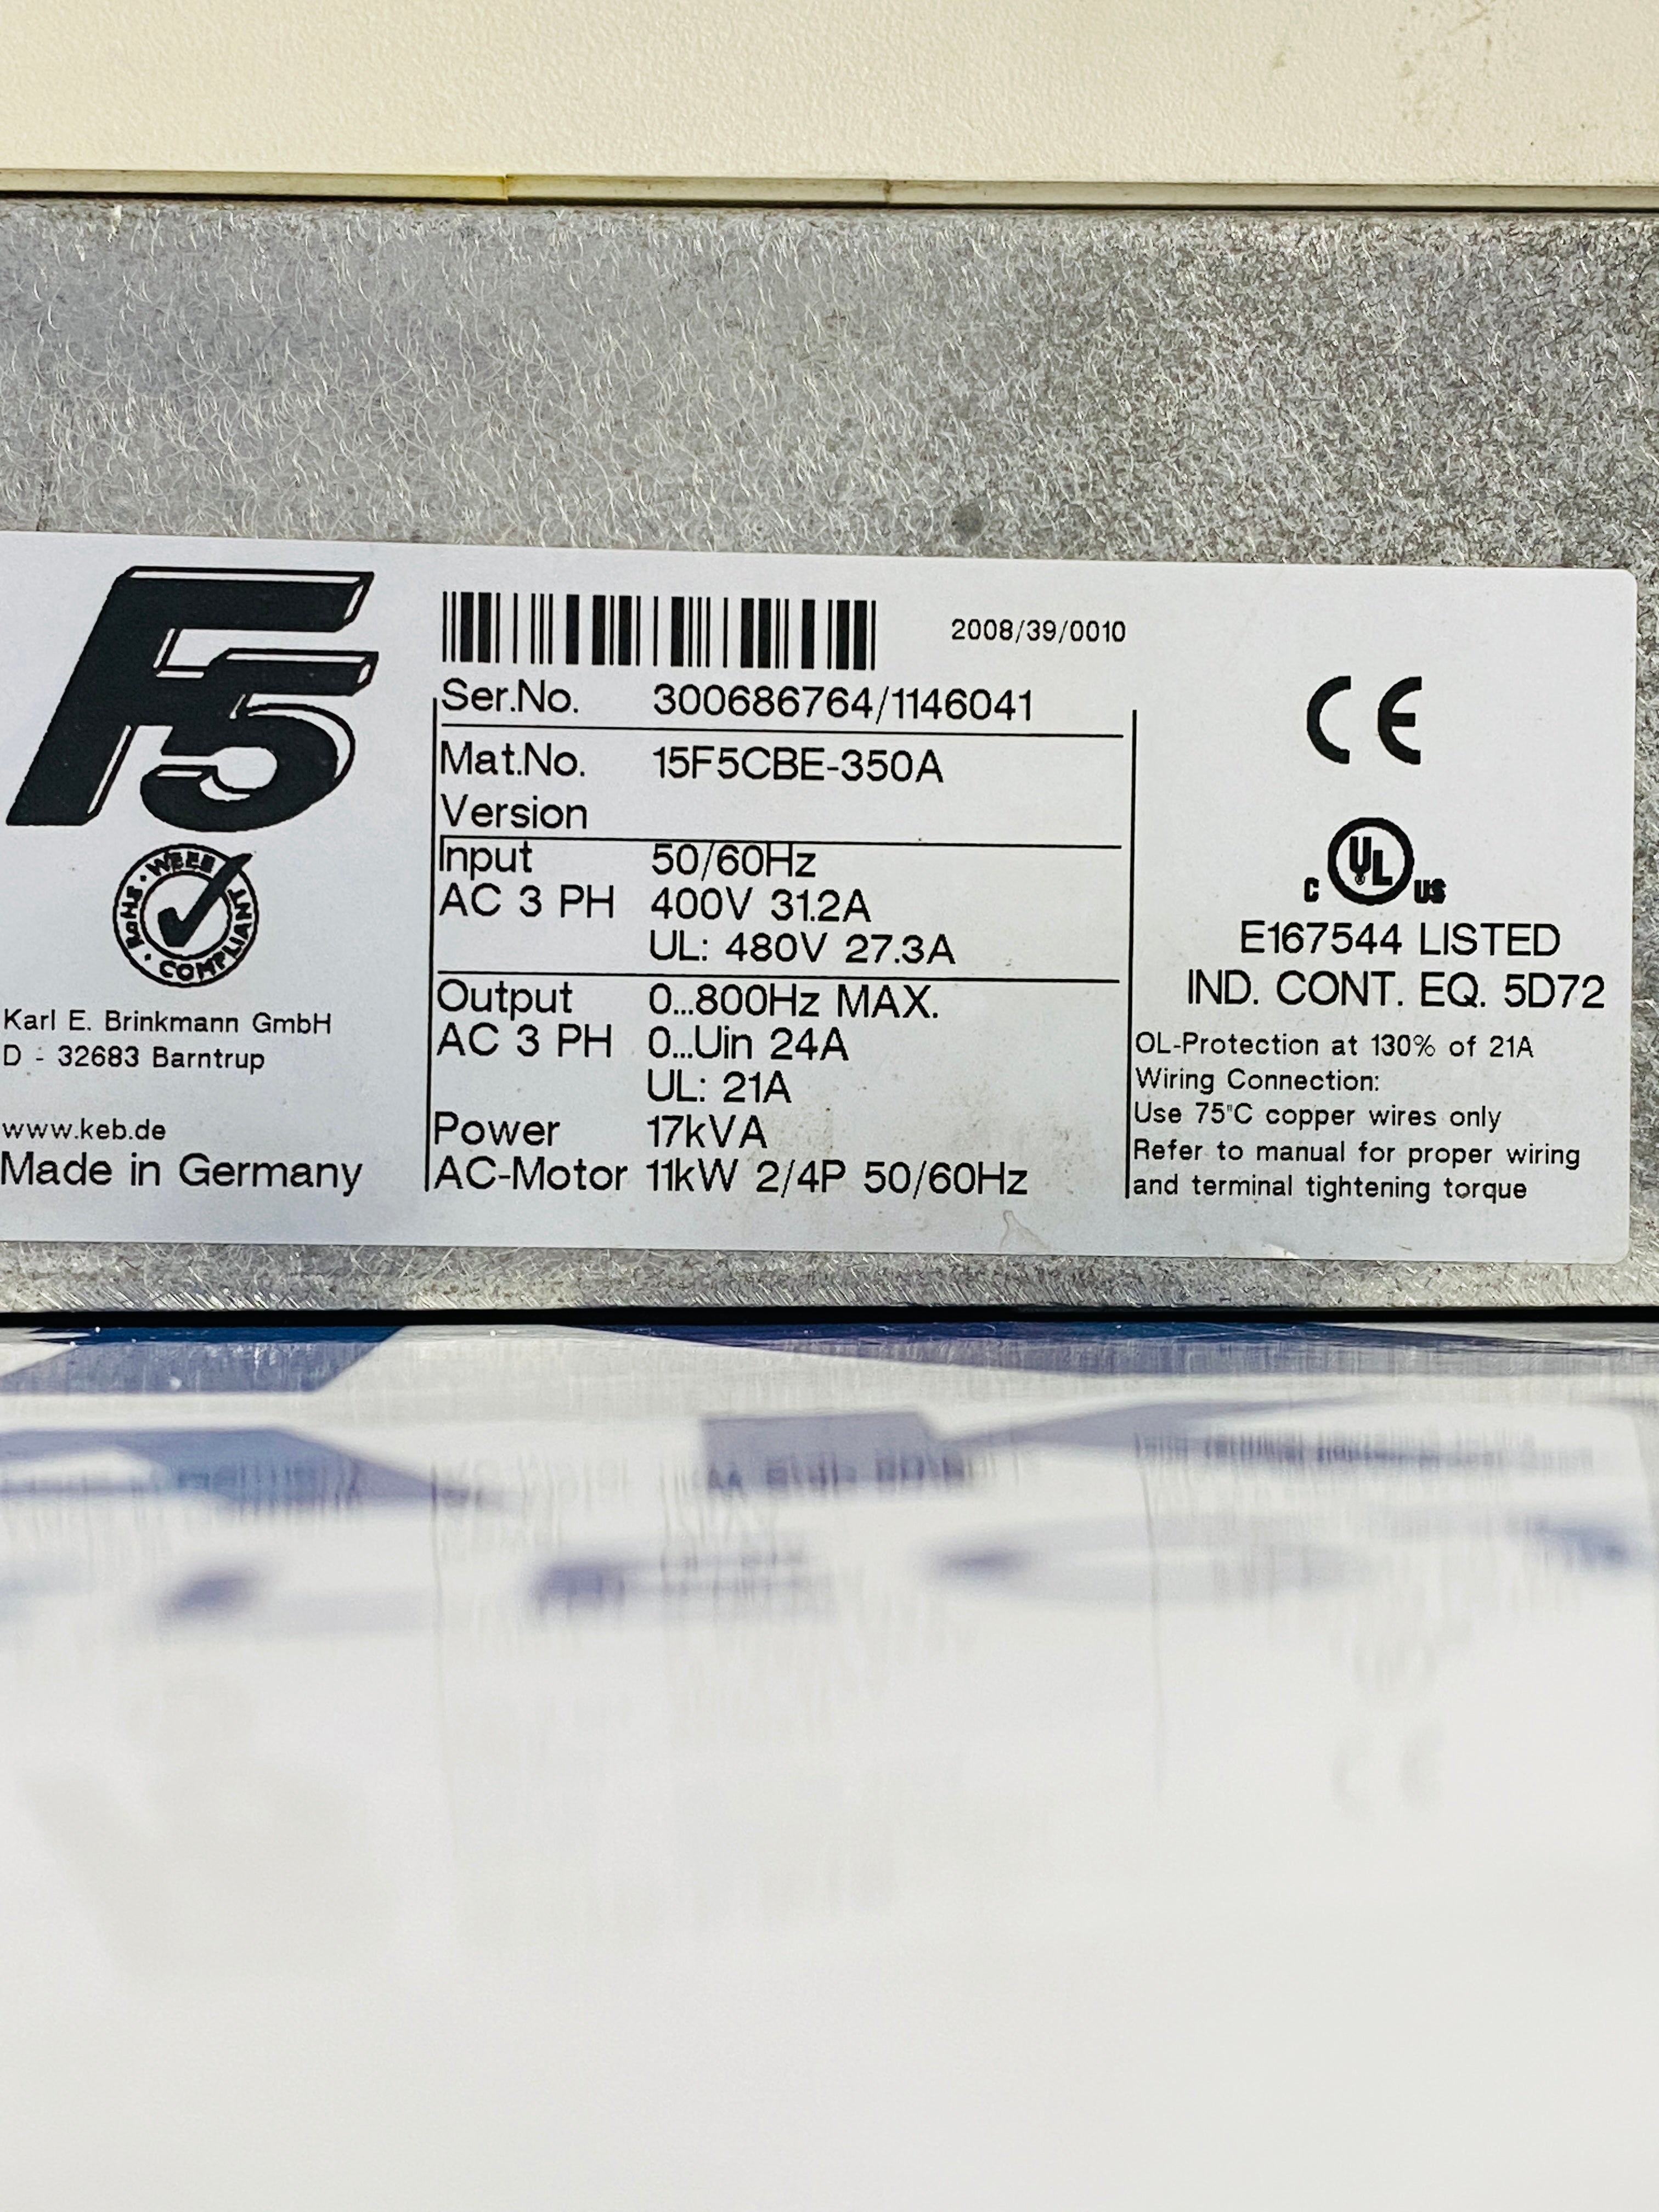 F5
2008/39/0010
Ser.No. 300686764/1146041
Mat.No. 15F5CBE-350A
Version
Input 50/60Hz
AC 3 PH 400V 31.2A
UL: 480V 27.3A
Output 0...800Hz MAX.
AC 3 PH 0...Uin 24A
UL: 21A
Power 17kVA
AC-Motor 11kW 2/4P 50/60Hz
RoHS · WEEE
· COMPLIANT
Karl E. Brinkmann GmbH
D - 32683 Barntrup
www.keb.de
Made in Germany
CE
C UL US
E167544 LISTED
IND. CONT. EQ. 5D72
OL-Protection at 130% of 21A
Wiring Connection:
Use 75°C copper wires only
Refer to manual for proper wiring
and terminal tightening torque